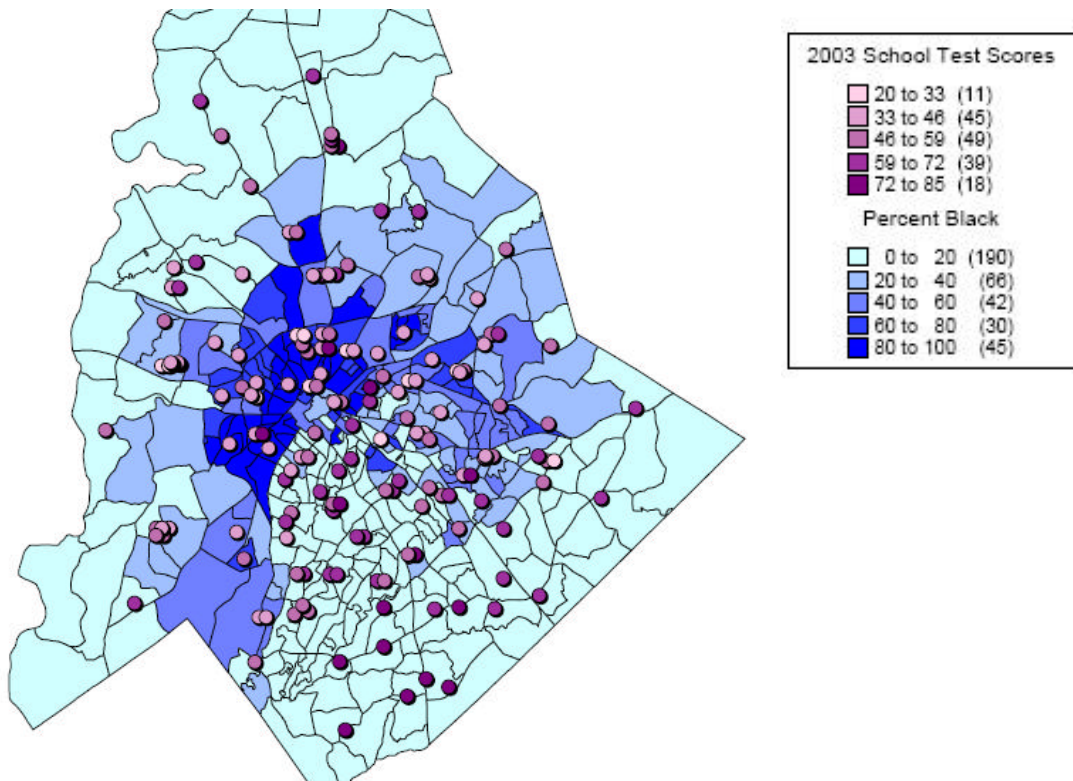 2003 School Test Scores
20 to 33 (11)
33 to 46 (45)
46 to 59 (49)
59 to 72 (39)
72 to 85 (18)
Percent Black
0 to 20 (190)
20 to 40 (66)
40 to 60 (42)
60 to 80 (30)
80 to 100 (45)